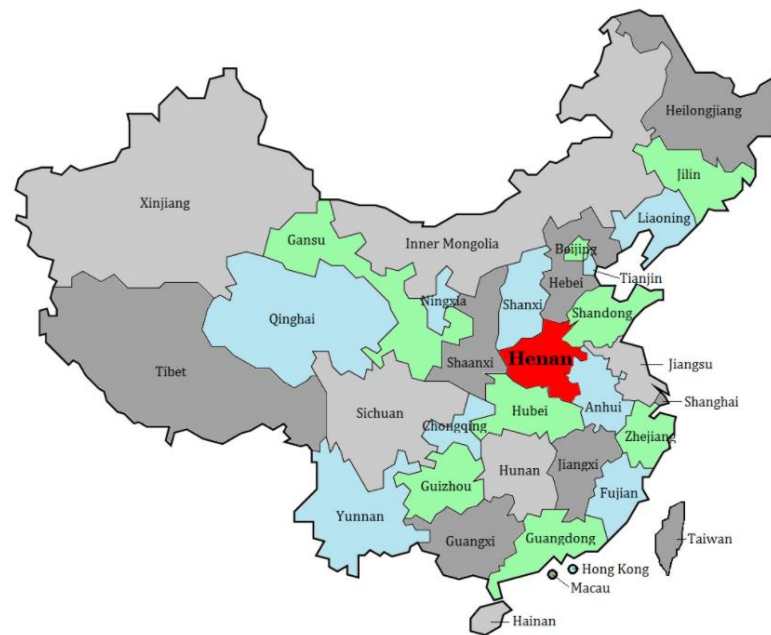 Heilongjiang
Jilin
Xinjiang
Liaoning
Gansu
Inner Mongolia
Beijing
Tianjin
Hebei
Ningxia
Shanxi
Shandong
Qinghai
Henan
Shaanxi
Jiangsu
Tibet
Shanghai
Anhui
Sichuan
Hubei
Chongqing
Zhejiang
Hunan
Jiangxi
Guizhou
Fujian
Yunnan
Guangxi
Guangdong
Taiwan
Hong Kong
Macau
Hainan